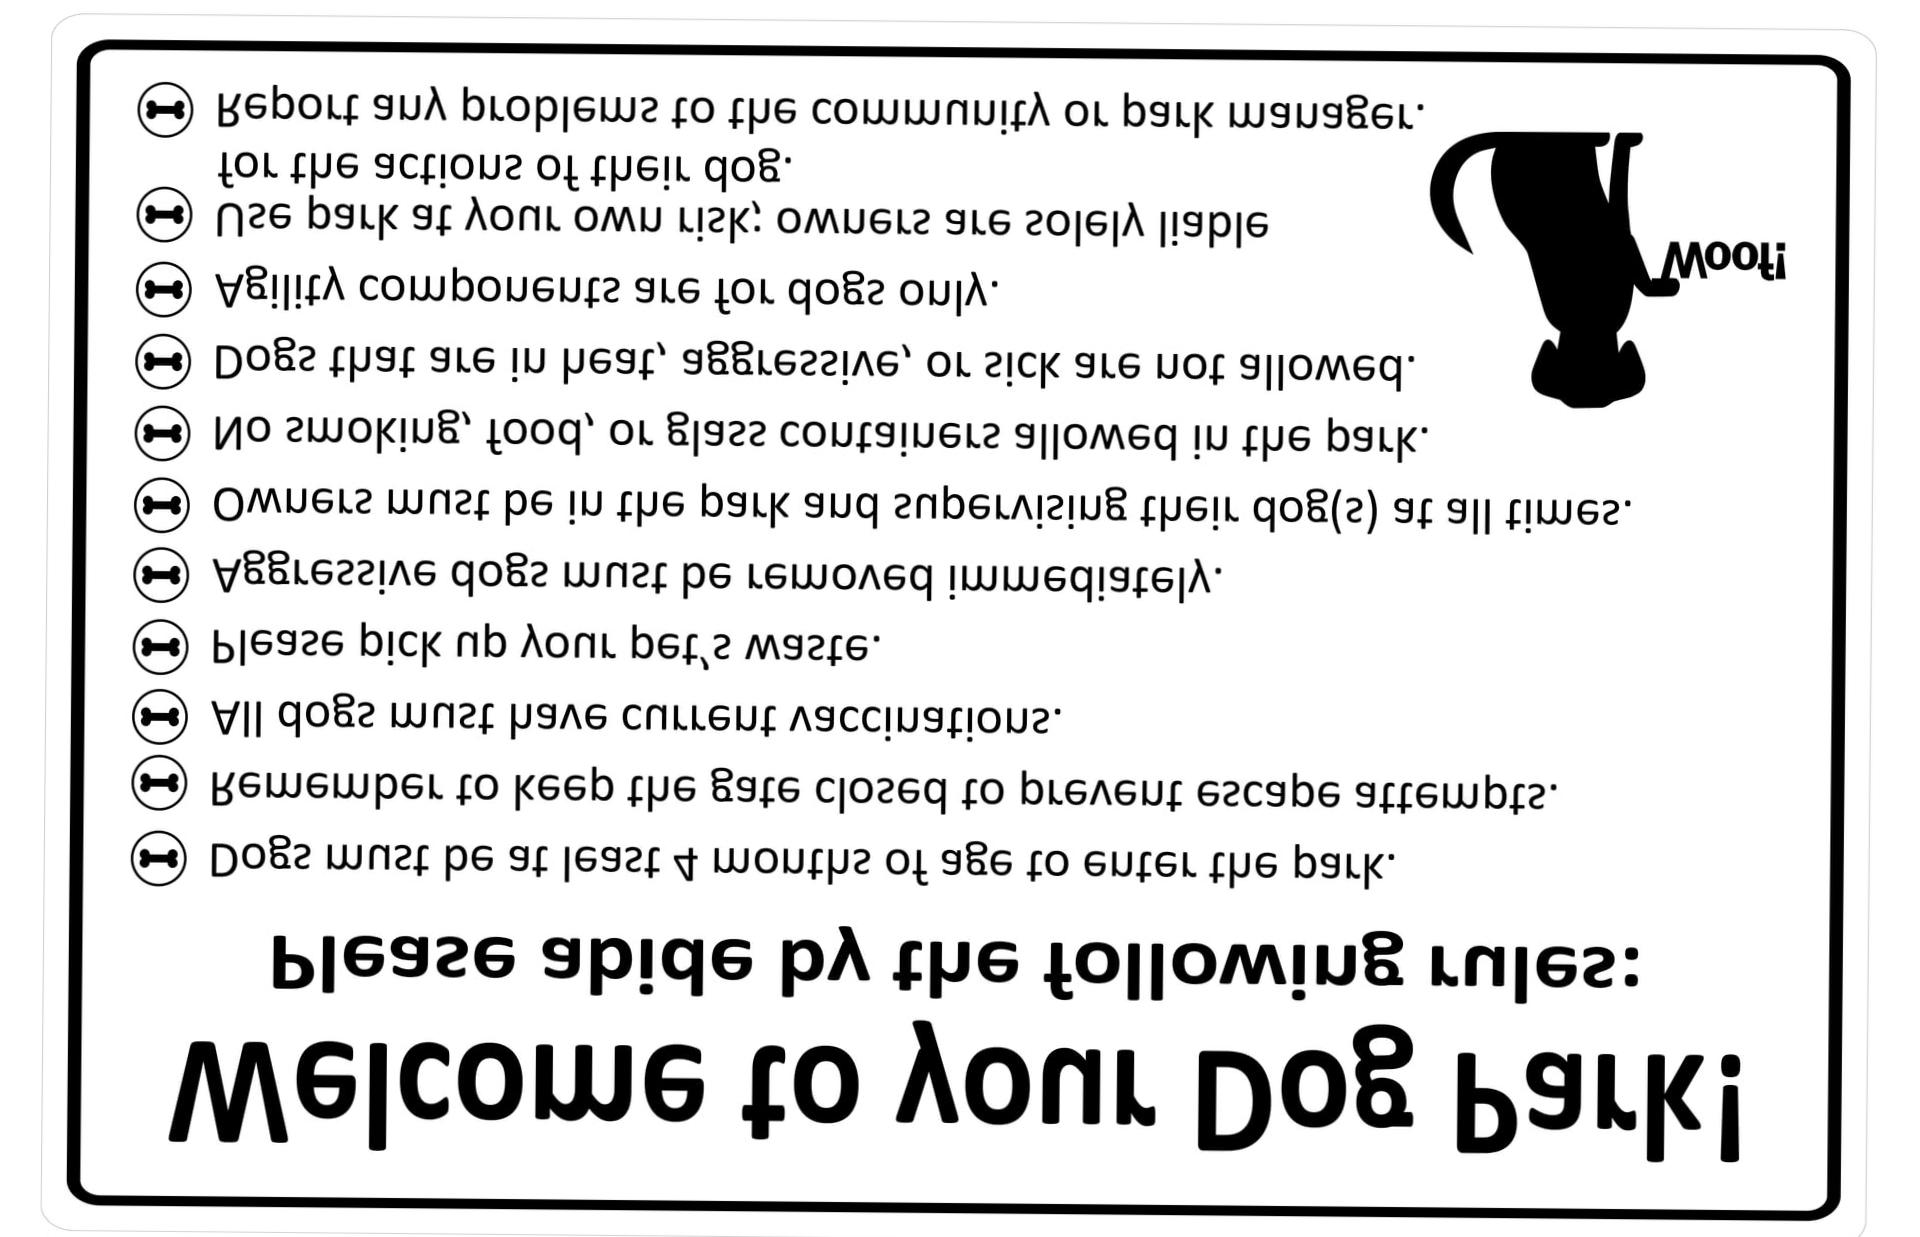 Welcome to your Dog Park!
Please abide by the following rules:
Dogs must be at least 4 months of age to enter the park.
Remember to keep the gate closed to prevent escape attempts.
All dogs must have current vaccinations.
Please pick up your pet's waste.
Aggressive dogs must be removed immediately.
Owners must be in the park and supervising their dog(s) at all times.
No smoking, food, or glass containers allowed in the park.
Dogs that are in heat, aggressive, or sick are not allowed.
Agility components are for dogs only.
Use park at your own risk; owners are solely liable
for the actions of their dog.
Report any problems to the community or park manager.
Woof!